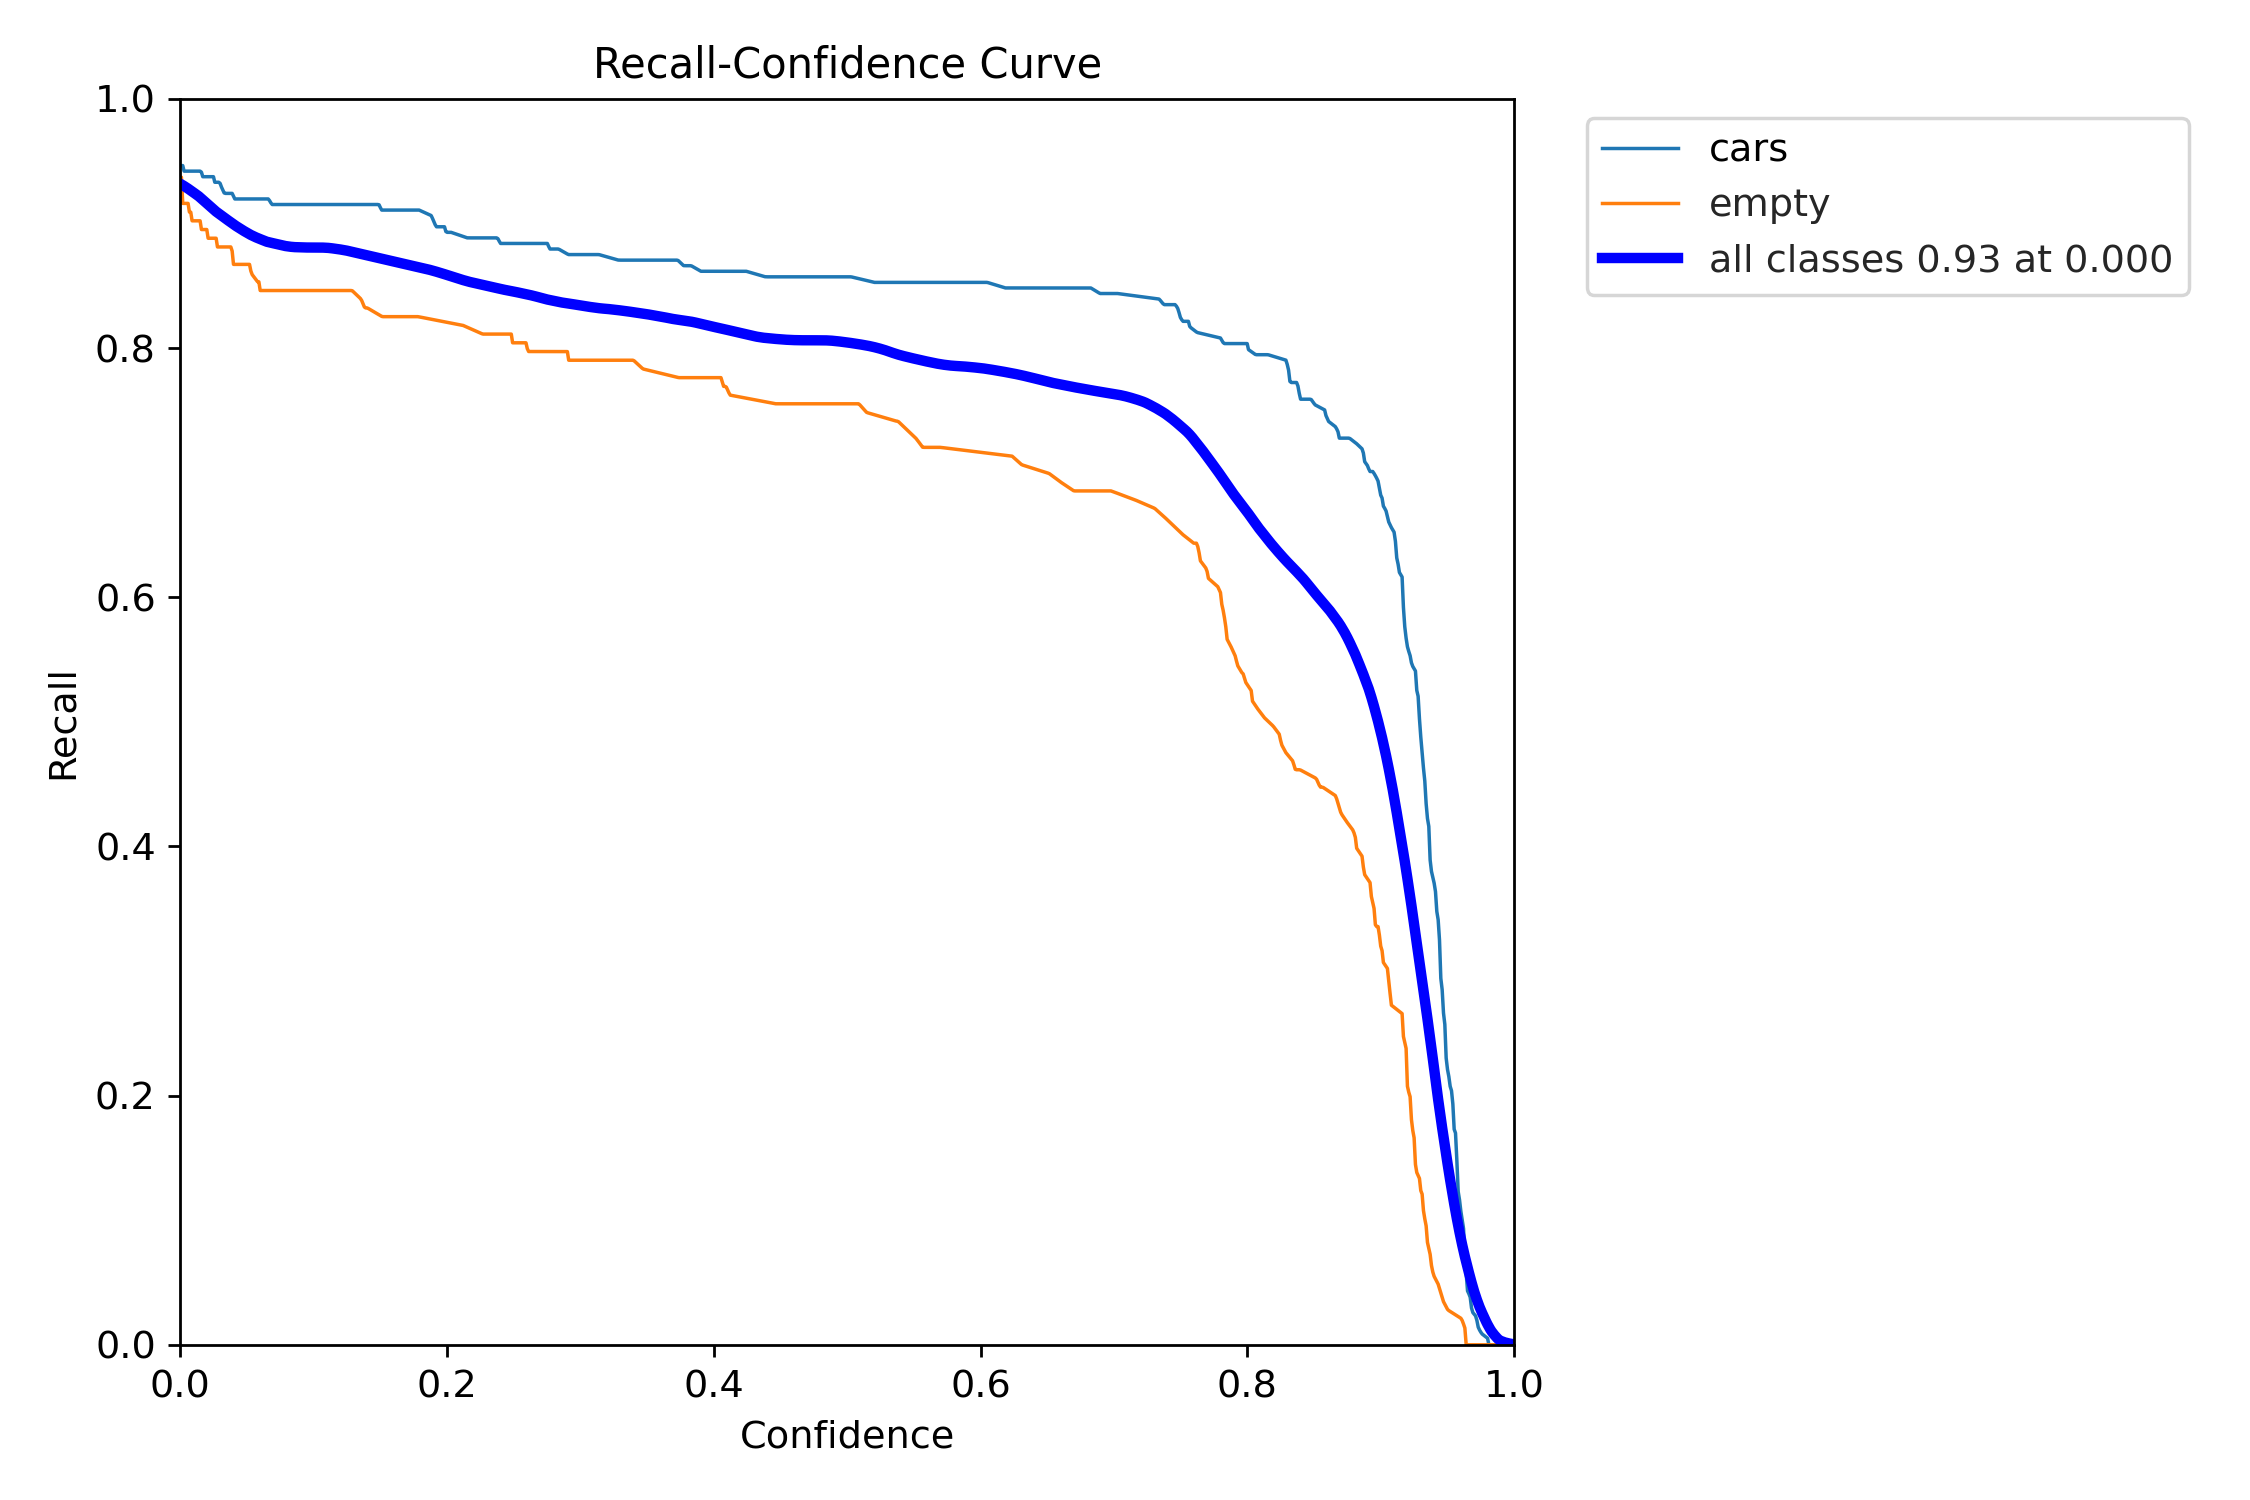 Recall-Confidence Curve
1.0
0.8
0.6
0.4
0.2
0.0
Recall
0.0 0.2 0.4 0.6 0.8 1.0
Confidence
cars
empty
all classes 0.93 at 0.000